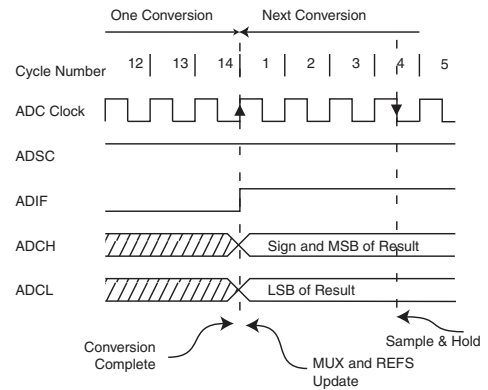 One Conversion
Next Conversion
Cycle Number
12 13 14 1 2 3 4 5
ADC Clock
ADSC
ADIF
ADCH
Sign and MSB of Result
ADCL
LSB of Result
Conversion
Complete
MUX and REFS
Update
Sample & Hold